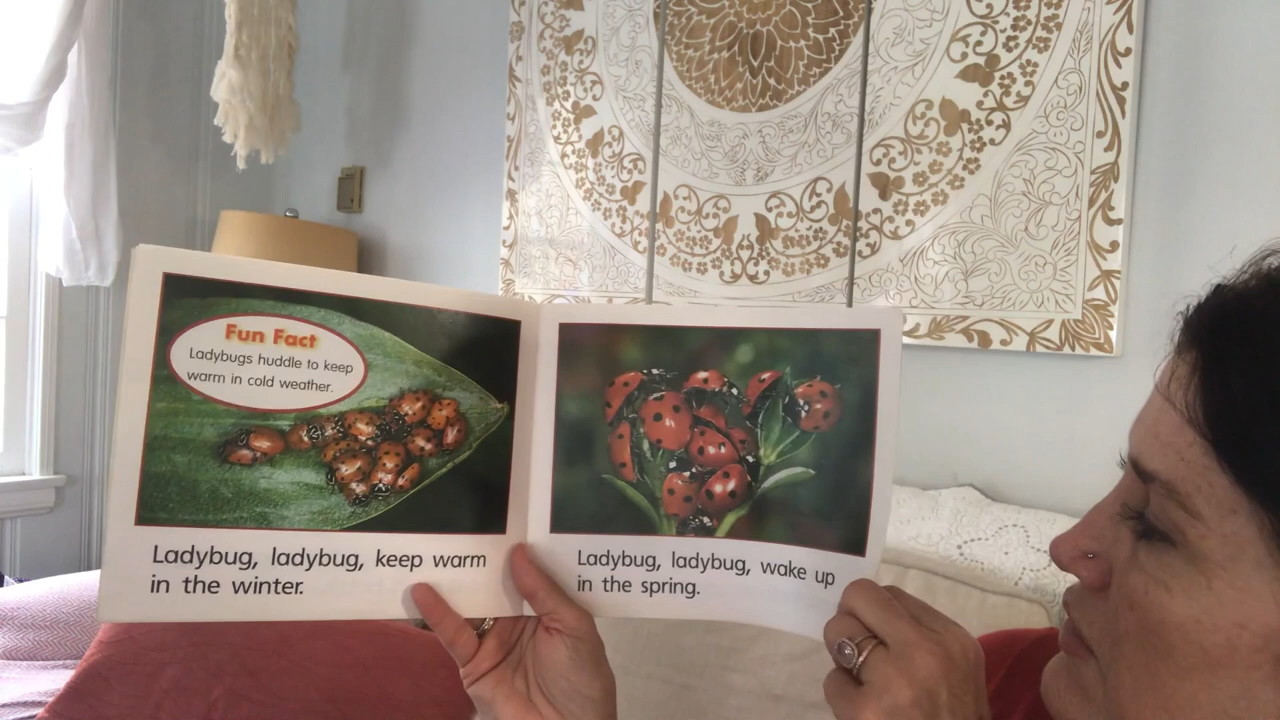 Fun Fact
Ladybugs huddle to keep
warm in cold weather.
Ladybug, ladybug, keep warm
in the winter.
Ladybug, ladybug, wake up
in the spring.